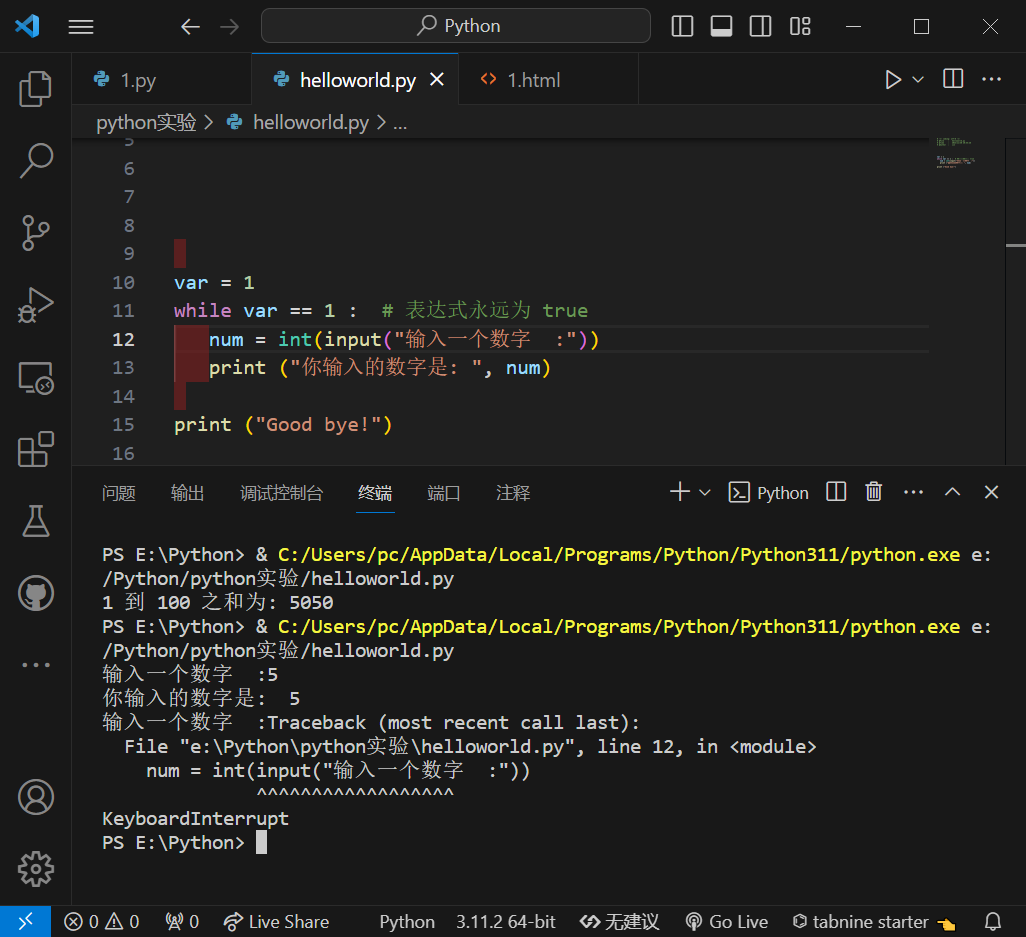 Python
1.py
helloworld.py
1.html
python实验 > helloworld.py > ...
5
6
7
8
9
10 var = 1
11 while var == 1 :  # 表达式永远为 true
12    num = int(input("输入一个数字  :"))
13    print ("你输入的数字是: ", num)
14
15 print ("Good bye!")
16
问题 输出 调试控制台 终端 端口 注释
Python
PS E:\Python> & C:/Users/pc/AppData/Local/Programs/Python/Python311/python.exe e:
/Python/python实验/helloworld.py
1 到 100 之和为: 5050
PS E:\Python> & C:/Users/pc/AppData/Local/Programs/Python/Python311/python.exe e:
/Python/python实验/helloworld.py
输入一个数字  :5
你输入的数字是:  5
输入一个数字  :Traceback (most recent call last):
  File "e:\Python\python实验\helloworld.py", line 12, in <module>
    num = int(input("输入一个数字  :"))
              ^^^^^^^^^^^^^^^^^^
KeyboardInterrupt
PS E:\Python>
0 0 0 Live Share Python 3.11.2 64-bit 无建议 Go Live tabnine starter